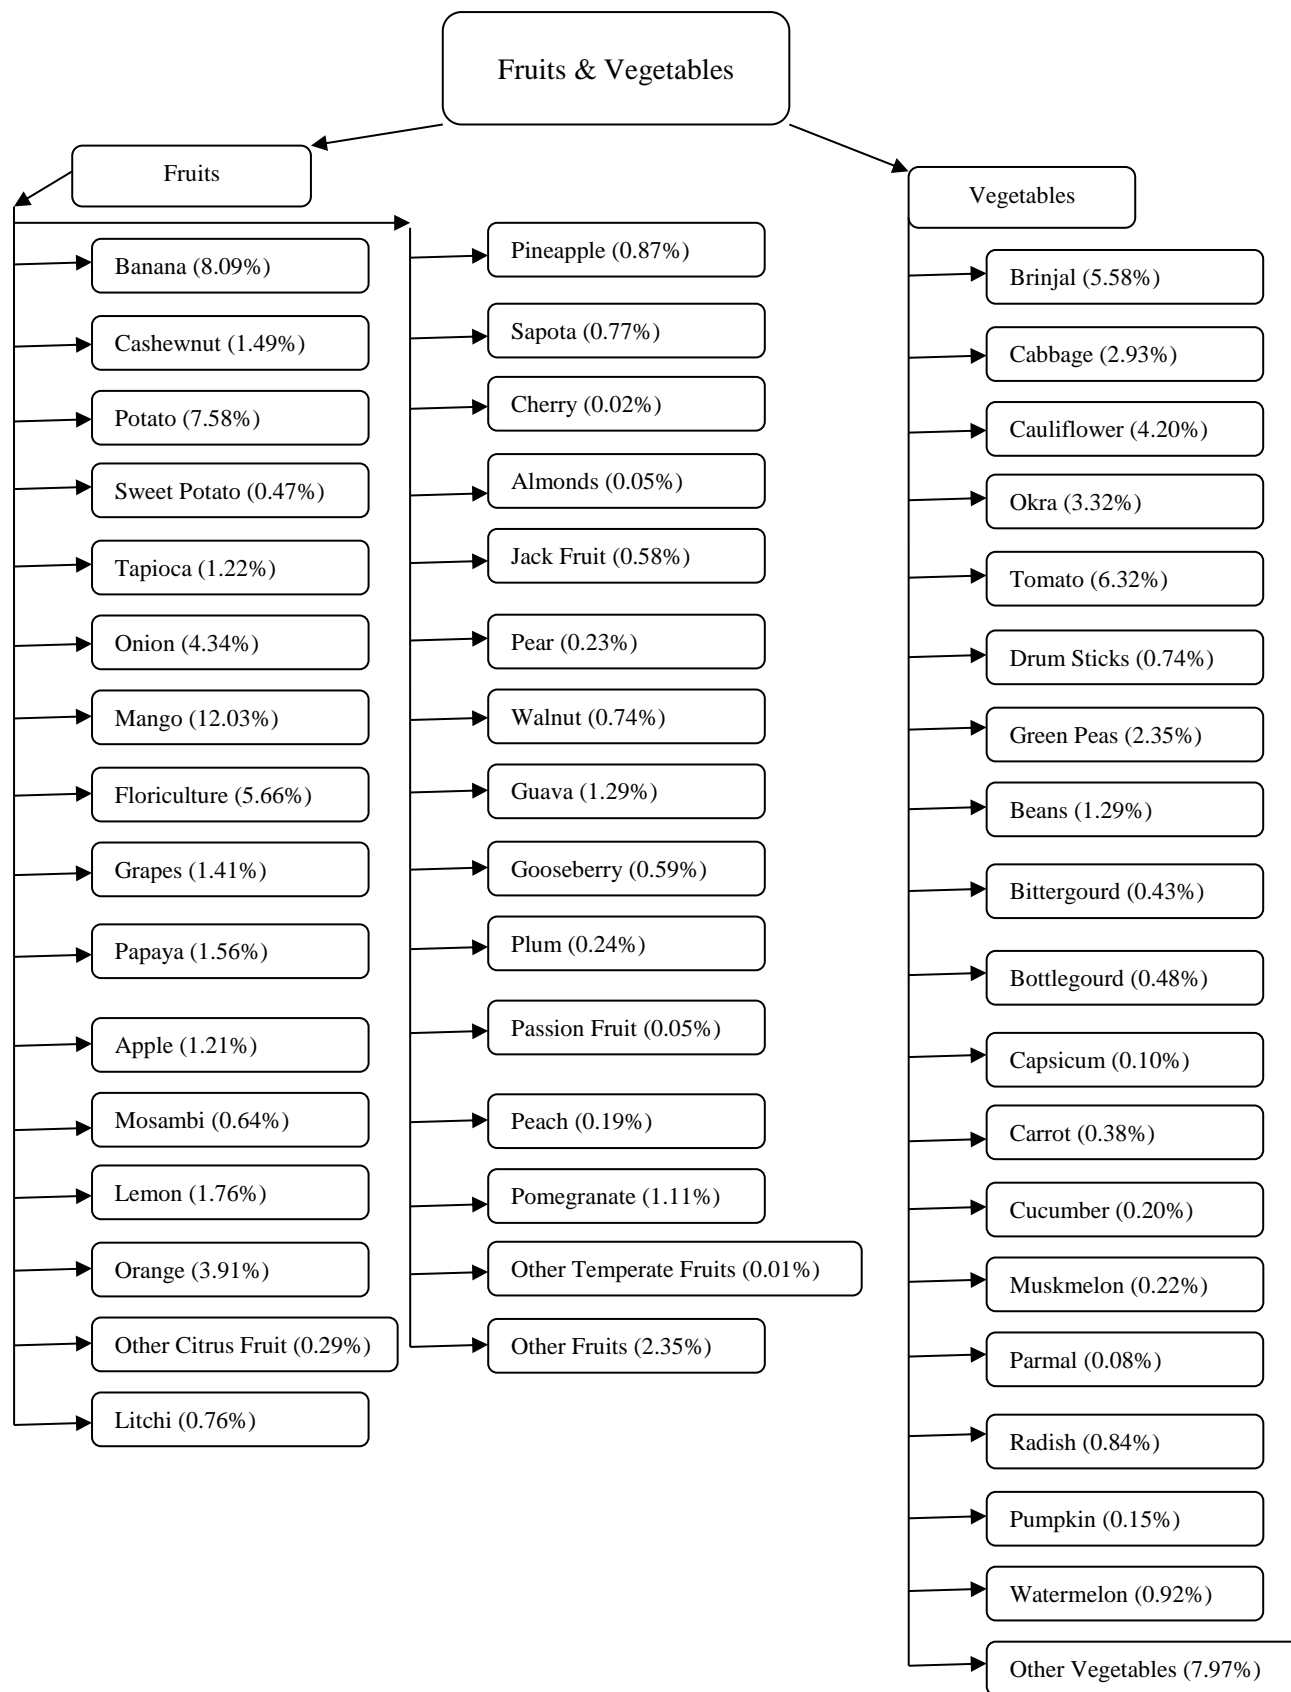 Fruits & Vegetables
Fruits
Banana (8.09%)
Cashewnut (1.49%)
Potato (7.58%)
Sweet Potato (0.47%)
Tapioca (1.22%)
Onion (4.34%)
Mango (12.03%)
Floriculture (5.66%)
Grapes (1.41%)
Papaya (1.56%)
Apple (1.21%)
Mosambi (0.64%)
Lemon (1.76%)
Orange (3.91%)
Other Citrus Fruit (0.29%)
Litchi (0.76%)
Pineapple (0.87%)
Sapota (0.77%)
Cherry (0.02%)
Almonds (0.05%)
Jack Fruit (0.58%)
Pear (0.23%)
Walnut (0.74%)
Guava (1.29%)
Gooseberry (0.59%)
Plum (0.24%)
Passion Fruit (0.05%)
Peach (0.19%)
Pomegranate (1.11%)
Other Temperate Fruits (0.01%)
Other Fruits (2.35%)
Vegetables
Brinjal (5.58%)
Cabbage (2.93%)
Cauliflower (4.20%)
Okra (3.32%)
Tomato (6.32%)
Drum Sticks (0.74%)
Green Peas (2.35%)
Beans (1.29%)
Bittergourd (0.43%)
Bottlegourd (0.48%)
Capsicum (0.10%)
Carrot (0.38%)
Cucumber (0.20%)
Muskmelon (0.22%)
Parmal (0.08%)
Radish (0.84%)
Pumpkin (0.15%)
Watermelon (0.92%)
Other Vegetables (7.97%)